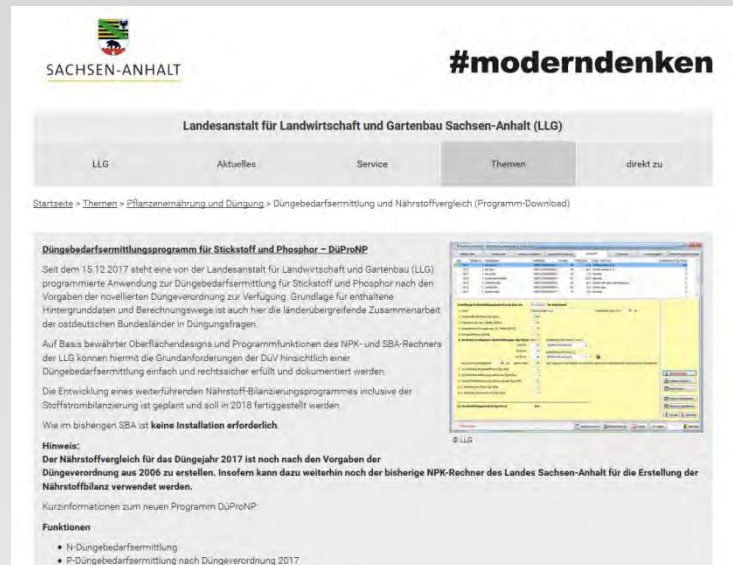 SACHSEN-ANHALT
#moderndenken
Landesanstalt für Landwirtschaft und Gartenbau Sachsen-Anhalt (LLG)
LLG Aktuelles Service Themen direkt zu
Startseite > Themen > Pflanzenernährung und Düngung > Düngebedarfsermittlung und Nährstoffvergleich (Programm-Download)
Düngebedarfsermittlungsprogramm für Stickstoff und Phosphor – DüProNP
Seit dem 15.12.2017 steht eine von der Landesanstalt für Landwirtschaft und Gartenbau (LLG)
programmierte Anwendung zur Düngebedarfsermittlung für Stickstoff und Phosphor nach den
Vorgaben der novellierten Düngeverordnung zur Verfügung. Grundlage für enthaltene
Hintergrunddaten und Berechnungswege ist auch hier die länderübergreifende Zusammenarbeit
der ostdeutschen Bundesländer in Düngungsfragen.
Auf Basis bewährter Oberflächendesigns und Programmfunktionen des NPK- und SBA-Rechners
der LLG können hiermit die Grundanforderungen der DüV hinsichtlich einer
Düngebedarfsermittlung einfach und rechtssicher erfüllt und dokumentiert werden.
Die Entwicklung eines weiterführenden Nährstoff-Bilanzierungsprogrammes inclusive der
Stoffstrombilanzierung ist geplant und soll in 2018 fertiggestellt werden.
Wie im bisherigen SBA ist keine Installation erforderlich.
© LLG
Hinweis:
Der Nährstoffvergleich für das Düngejahr 2017 ist noch nach den Vorgaben der
Düngeverordnung aus 2006 zu erstellen. Insofern kann dazu weiterhin noch der bisherige NPK-Rechner des Landes Sachsen-Anhalt für die Erstellung der
Nährstoffbilanz verwendet werden.
Kurzinformationen zum neuen Programm DüProNP:
Funktionen
• N-Düngebedarfsermittlung
• P-Düngebedarfsermittlung nach Düngeverordnung 2017